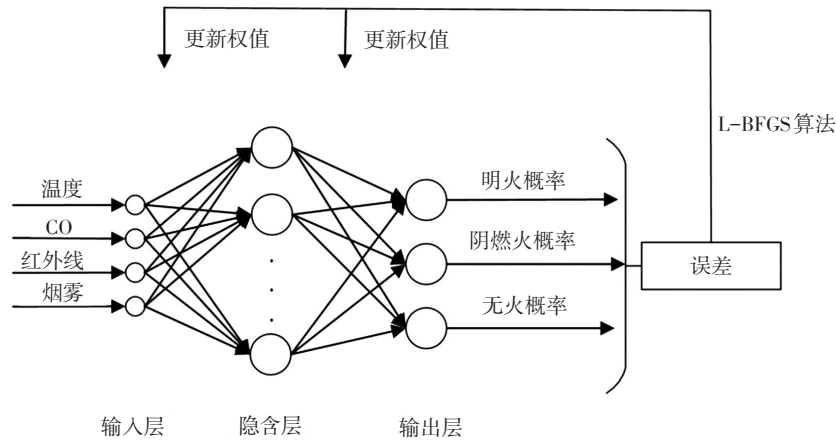 更新权值
更新权值
L-BFGS算法
温度
CO
红外线
烟雾
明火概率
阴燃火概率
无火概率
误差
输入层
隐含层
输出层